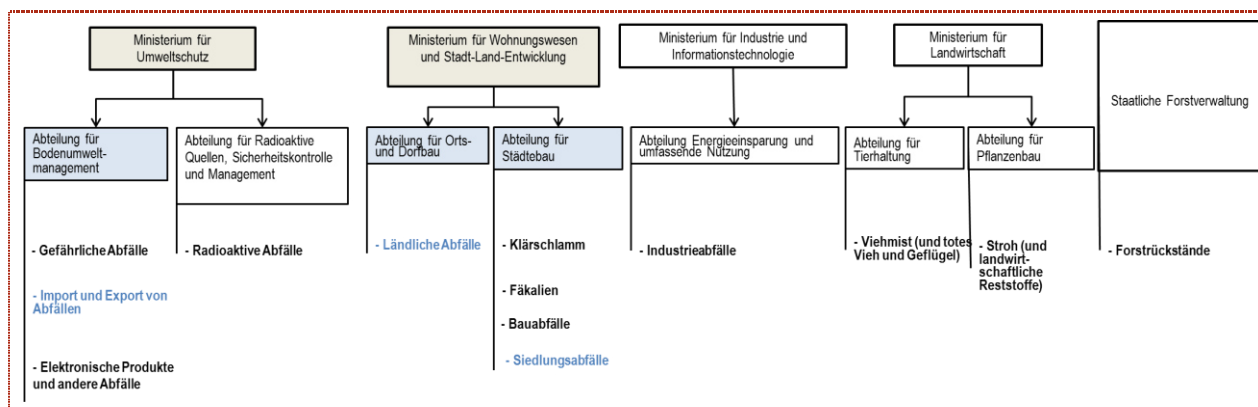 Ministerium für
Umweltschutz
Ministerium für Wohnungswesen
und Stadt-Land-Entwicklung
Ministerium für Industrie und
Informationstechnologie
Ministerium für
Landwirtschaft
Staatliche Forstverwaltung
Abteilung für
Bodenumwelt-
management
Abteilung für Radioaktive
Quellen, Sicherheitskontrolle
und Management
Abteilung für Orts-
und Dorfbau
Abteilung für
Städtebau
Abteilung Energieeinsparung und
umfassende Nutzung
Abteilung für
Tierhaltung
Abteilung für
Pflanzenbau
- Gefährliche Abfälle
- Import und Export von
Abfällen
- Elektronische Produkte
und andere Abfälle
- Radioaktive Abfälle
- Ländliche Abfälle
- Klärschlamm
- Fäkalien
- Bauabfälle
- Siedlungsabfälle
- Industrieabfälle
- Viehmist (und totes
Vieh und Geflügel)
- Stroh (und
landwirt-
schaftliche
Reststoffe)
- Forstrückstände